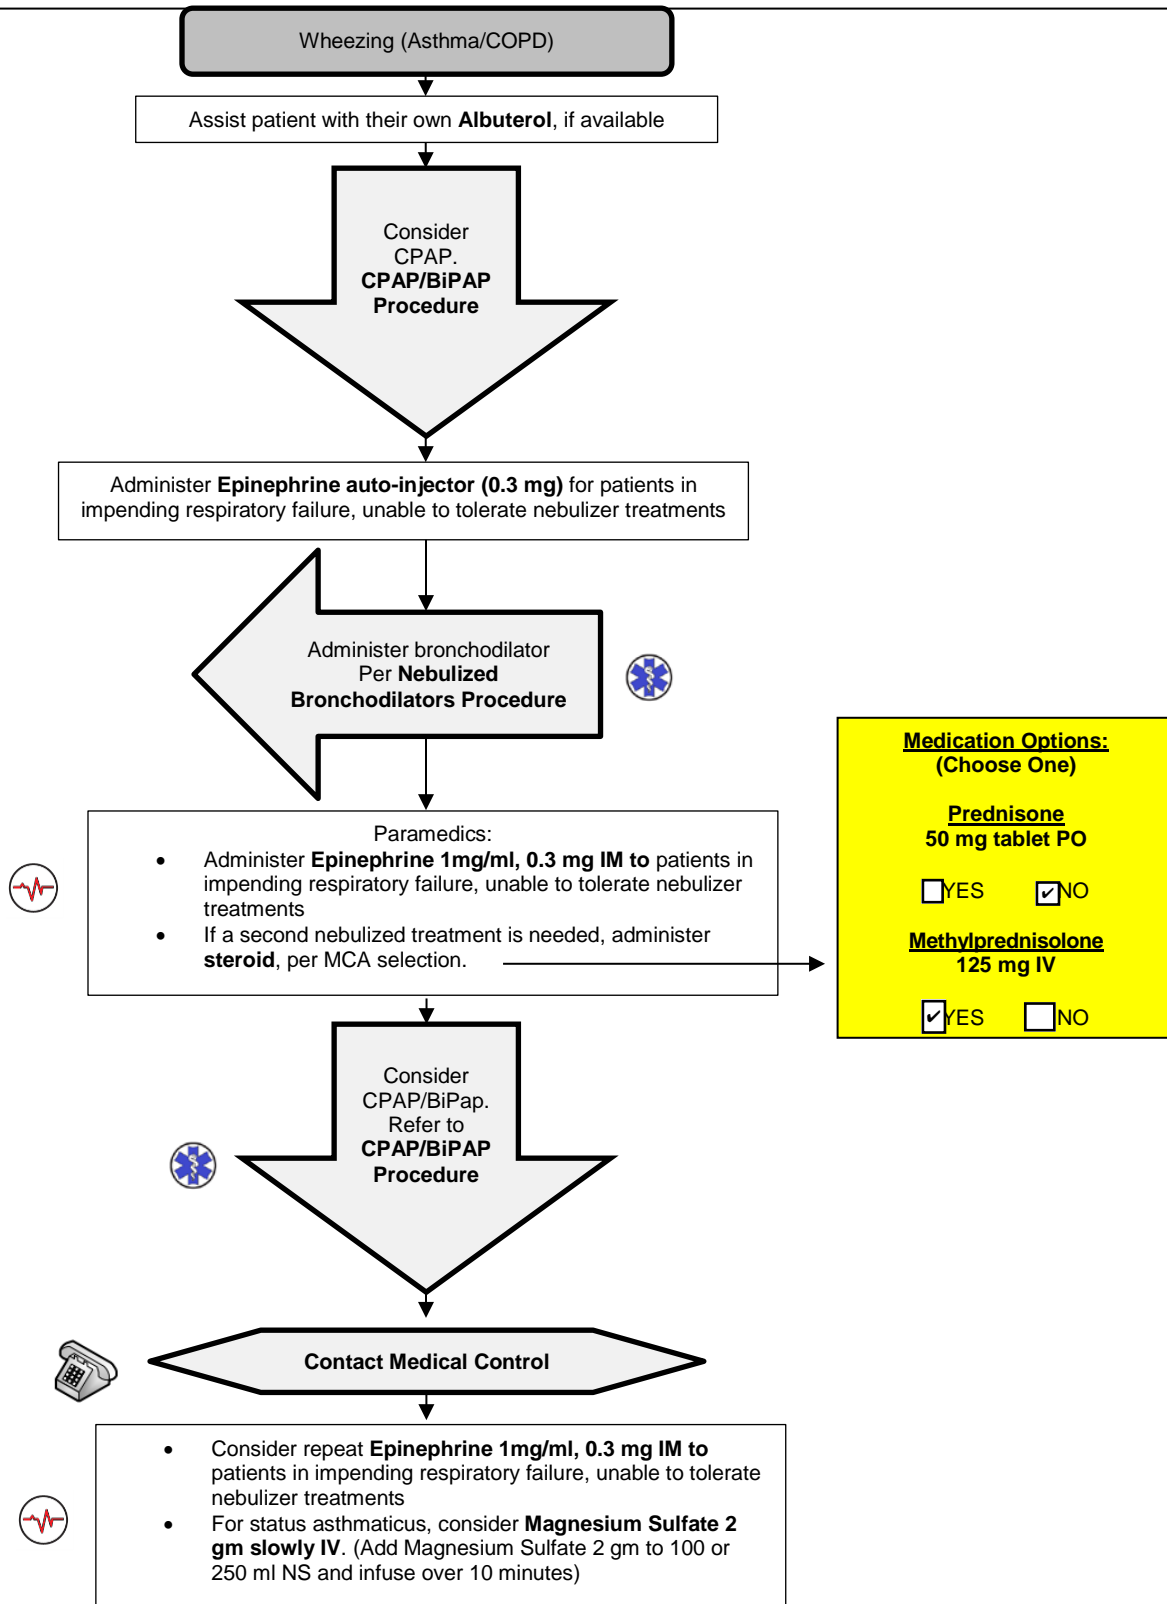 Wheezing (Asthma/COPD)
Assist patient with their own Albuterol, if available
Consider
CPAP.
CPAP/BiPAP
Procedure
Administer Epinephrine auto-injector (0.3 mg) for patients in
impending respiratory failure, unable to tolerate nebulizer treatments
Administer bronchodilator
Per Nebulized
Bronchodilators Procedure
Paramedics:
• Administer Epinephrine 1mg/ml, 0.3 mg IM to patients in
impending respiratory failure, unable to tolerate nebulizer
treatments
• If a second nebulized treatment is needed, administer
steroid, per MCA selection.
Medication Options:
(Choose One)
Prednisone
50 mg tablet PO
YES NO
Methylprednisolone
125 mg IV
YES NO
Consider
CPAP/BiPap.
Refer to
CPAP/BiPAP
Procedure
Contact Medical Control
• Consider repeat Epinephrine 1mg/ml, 0.3 mg IM to
patients in impending respiratory failure, unable to tolerate
nebulizer treatments
• For status asthmaticus, consider Magnesium Sulfate 2
gm slowly IV. (Add Magnesium Sulfate 2 gm to 100 or
250 ml NS and infuse over 10 minutes)